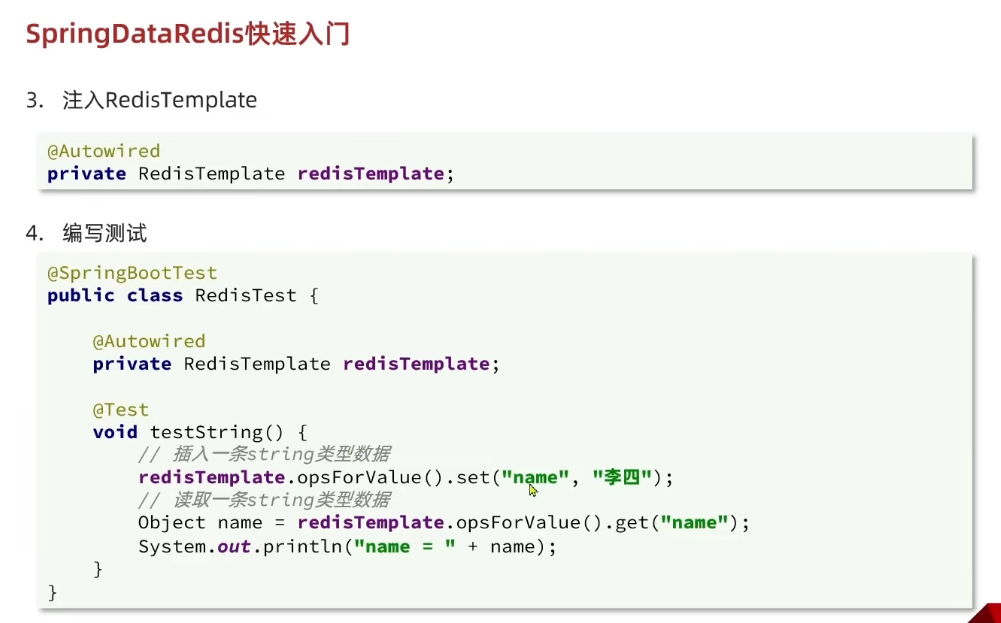 SpringDataRedis快速入门
3. 注入RedisTemplate
@Autowired
private RedisTemplate redisTemplate;
4. 编写测试
@SpringBootTest
public class RedisTest {
@Autowired
private RedisTemplate redisTemplate;
@Test
void testString() {
// 插入一条string类型数据
redisTemplate.opsForValue().set("name", "李四");
// 读取一条string类型数据
Object name = redisTemplate.opsForValue().get("name");
System.out.println("name = " + name);
}
}